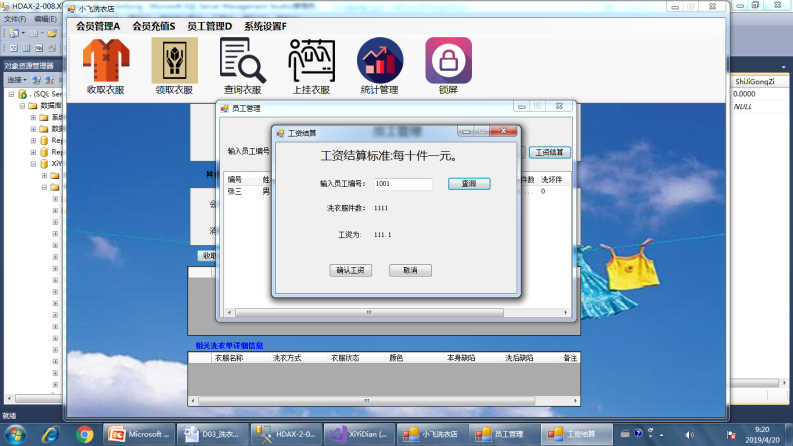 HDAX-2-008.X
小飞洗衣店
文件(F) 编辑(E)
会员管理A 会员充值S 员工管理D 系统设置F
收取衣服 领取衣服 查询衣服 上挂衣服 统计管理 锁屏
对象资源管理器
连接
. (SQL Ser
数据库
系统
数据
Rep
Rep
XiYi
ShiJiGongZi
0.0000
NULL
员工管理
输入员工编号
工资结算
编号 姓
件数 洗坏件
张三 男
0
工资结算
工资结算标准:每十件一元。
输入员工编号: 1001 查询
洗衣服件数: 1111
工资为: 111.1
确认工资 取消
收取
相关洗衣单详细信息
衣服名称 洗衣方式 衣服状态 颜色 本身缺陷 洗后缺陷 备注
就绪
Microsoft ... D03_洗衣... HDAX-2-0... XiYiDian (... 小飞洗衣店 员工管理 工资结算
9:20
2019/4/20